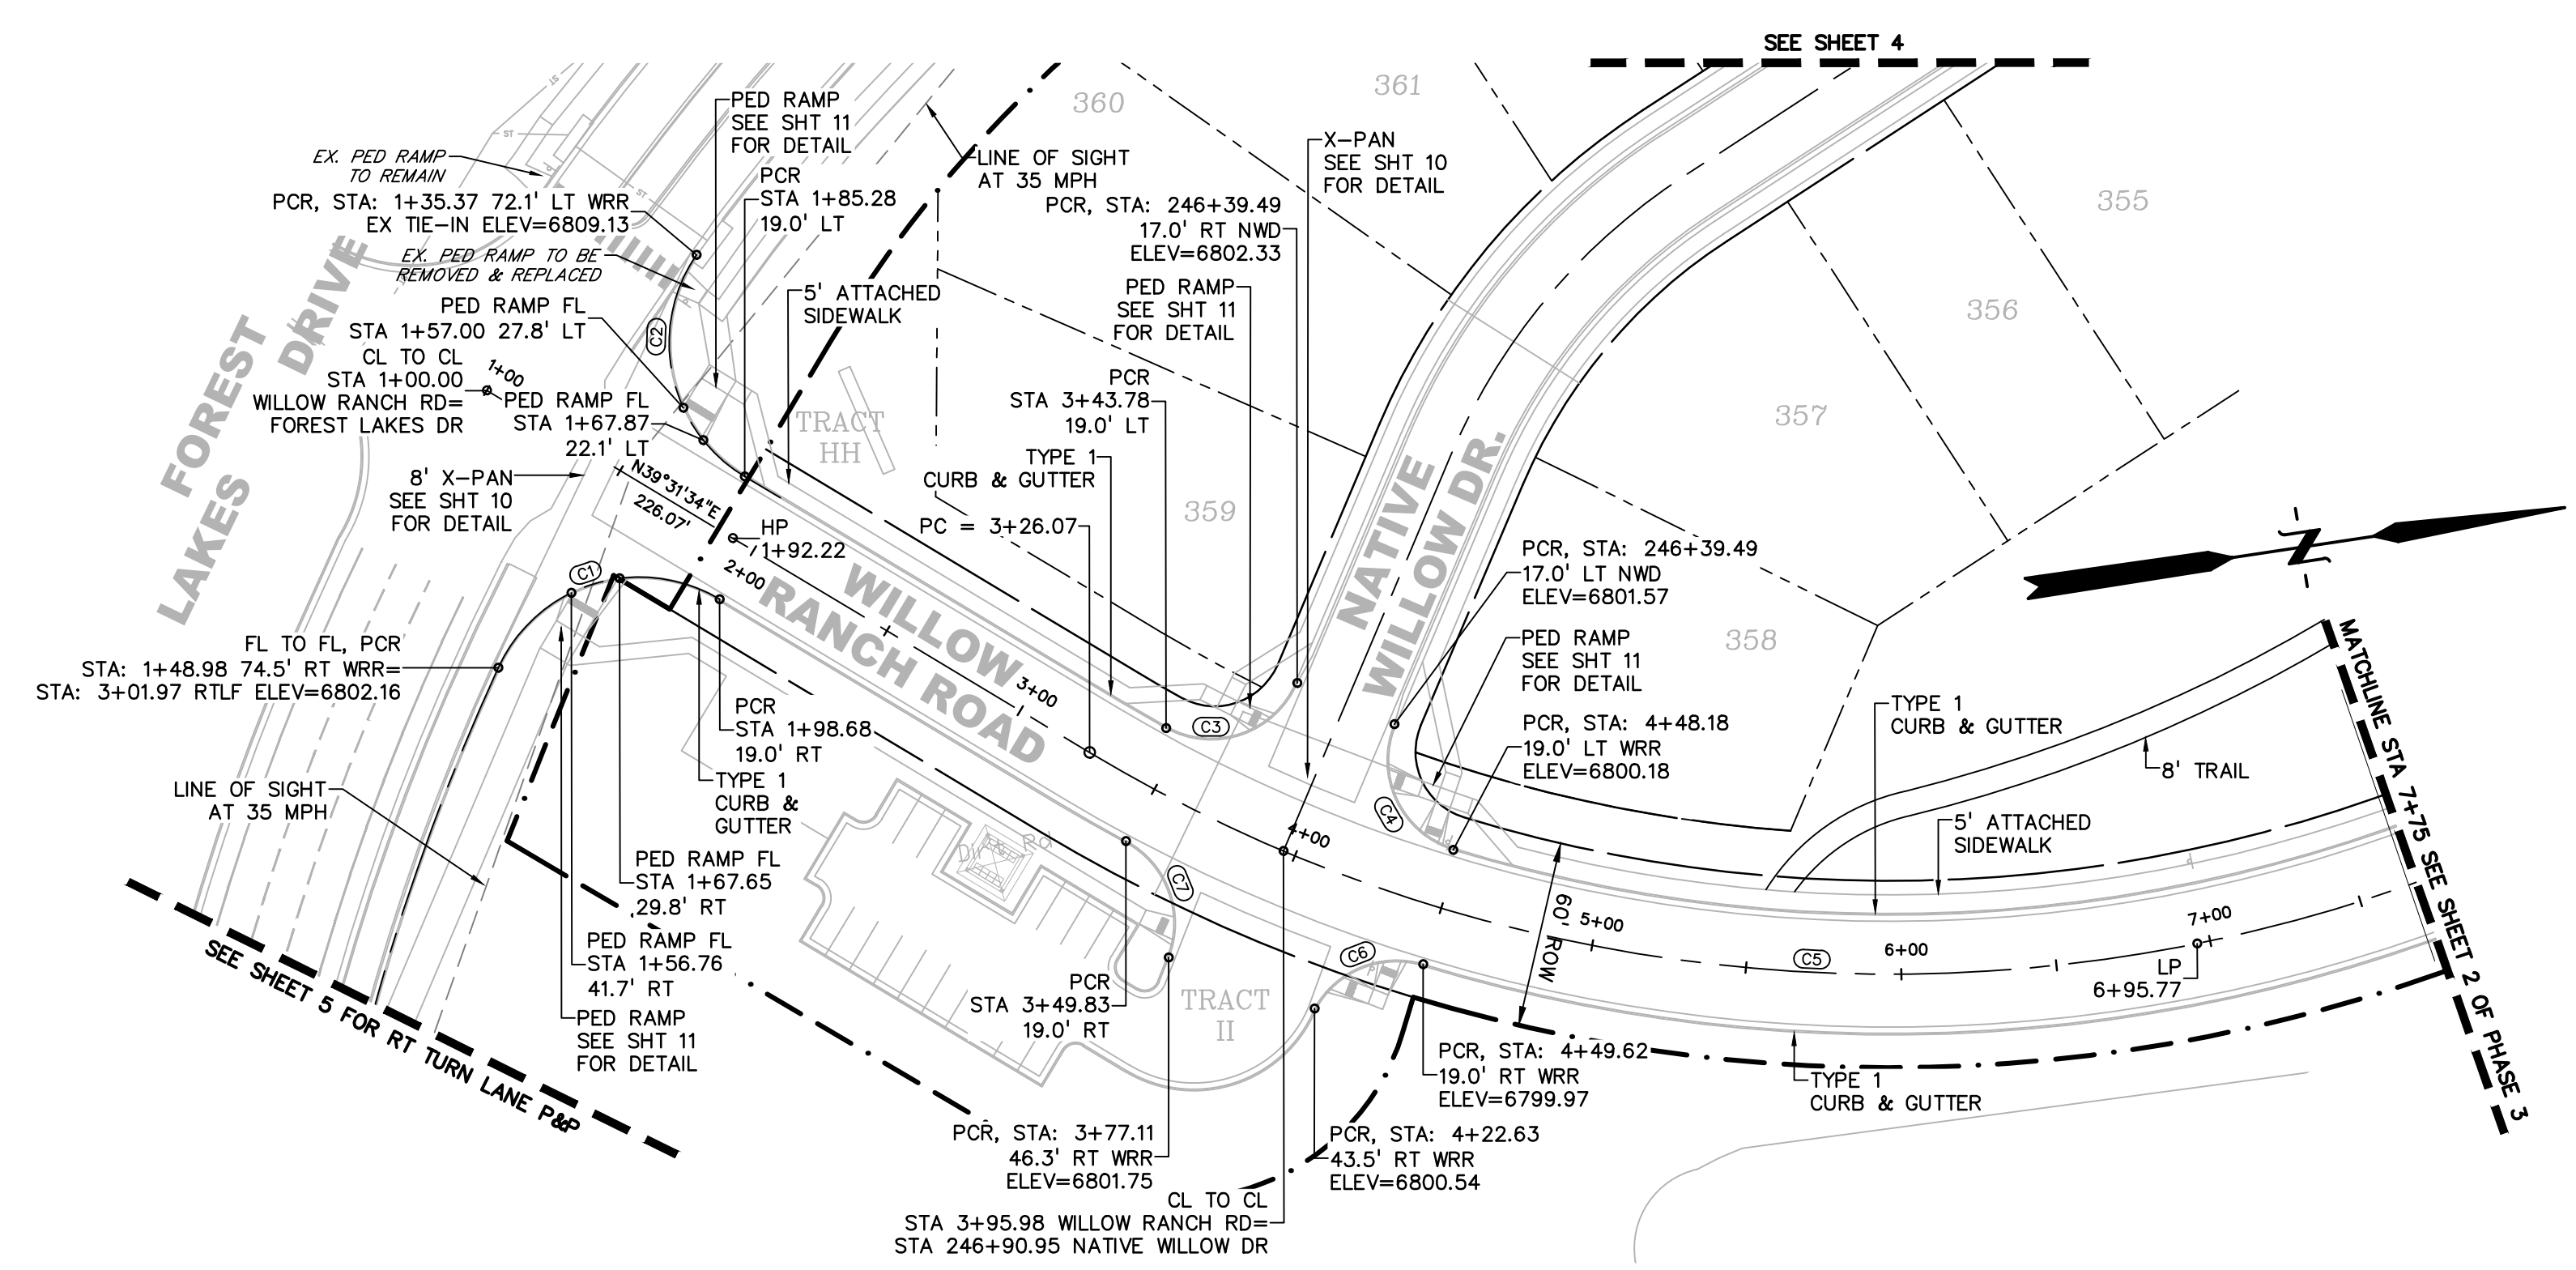 SEE SHEET 4
360
361
355
356
357
358
359
PED RAMP
SEE SHT 11
FOR DETAIL
LINE OF SIGHT
AT 35 MPH
X-PAN
SEE SHT 10
FOR DETAIL
EX. PED RAMP
TO REMAIN
PCR, STA: 1+35.37 72.1' LT WRR
EX TIE-IN ELEV=6809.13
EX. PED RAMP TO BE
REMOVED & REPLACED
PCR
STA 1+85.28
19.0' LT
PCR, STA: 246+39.49
17.0' RT NWD
ELEV=6802.33
PED RAMP
SEE SHT 11
FOR DETAIL
5' ATTACHED
SIDEWALK
PED RAMP FL
STA 1+57.00 27.8' LT
C2
CL TO CL
STA 1+00.00
WILLOW RANCH RD=
FOREST LAKES DR
1+00
PED RAMP FL
STA 1+67.87
22.1' LT
FOREST
LAKES
DRIVE
TRACT
HH
PCR
STA 3+43.78
19.0' LT
TYPE 1
CURB & GUTTER
PC = 3+26.07
8' X-PAN
SEE SHT 10
FOR DETAIL
N39°31'34"E
226.07'
HP
1+92.22
2+00
WILLOW
RANCH ROAD
3+00
NATIVE
WILLOW DR.
PCR, STA: 246+39.49
17.0' LT NWD
ELEV=6801.57
PED RAMP
SEE SHT 11
FOR DETAIL
PCR, STA: 4+48.18
19.0' LT WRR
ELEV=6800.18
N
C1
FL TO FL, PCR
STA: 1+48.98 74.5' RT WRR=
STA: 3+01.97 RTLF ELEV=6802.16
PCR
STA 1+98.68
19.0' RT
TYPE 1
CURB &
GUTTER
LINE OF SIGHT
AT 35 MPH
C3
C4
TYPE 1
CURB & GUTTER
8' TRAIL
5' ATTACHED
SIDEWALK
MATCHLINE STA 7+75 SEE SHEET 2 OF PHASE 3
PED RAMP FL
STA 1+67.65
29.8' RT
PED RAMP FL
STA 1+56.76
41.7' RT
PED RAMP
SEE SHT 11
FOR DETAIL
SEE SHEET 5 FOR RT TURN LANE P&P
4+00
C7
60' ROW
5+00
C5
6+00
7+00
LP
6+95.77
C6
PCR
STA 3+49.83
19.0' RT
TRACT
II
PCR, STA: 4+49.62
19.0' RT WRR
ELEV=6799.97
TYPE 1
CURB & GUTTER
PCR, STA: 3+77.11
46.3' RT WRR
ELEV=6801.75
PCR, STA: 4+22.63
43.5' RT WRR
ELEV=6800.54
CL TO CL
STA 3+95.98 WILLOW RANCH RD=
STA 246+90.95 NATIVE WILLOW DR